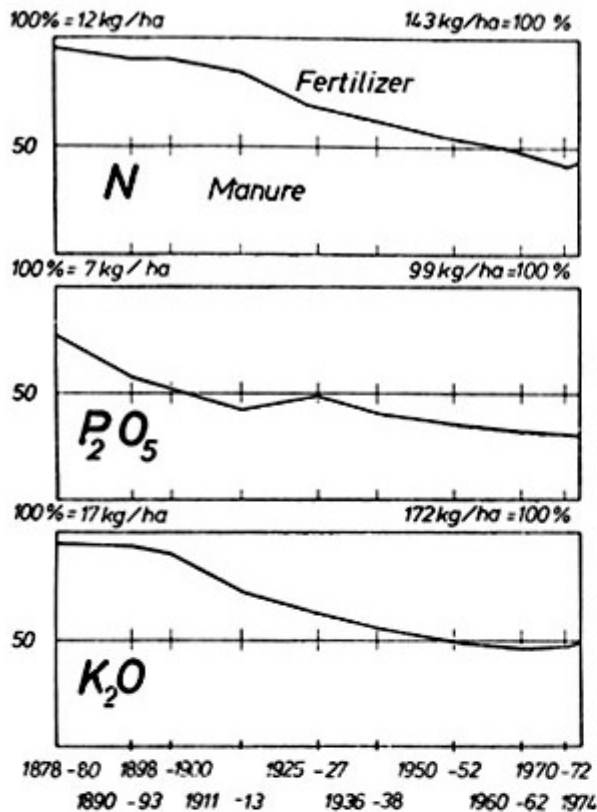 100% = 12 kg/ha 143 kg/ha = 100 %
Fertilizer
50
N Manure
100% = 7 kg/ha 99 kg/ha = 100%
50
P2O5
100% = 17 kg/ha 172 kg/ha = 100%
50
K2O
1878 - 80 1898 - 1900 1925 - 27 1950 - 52 1970 - 72
1890 - 93 1911 - 13 1936 - 38 1960 - 62 1974